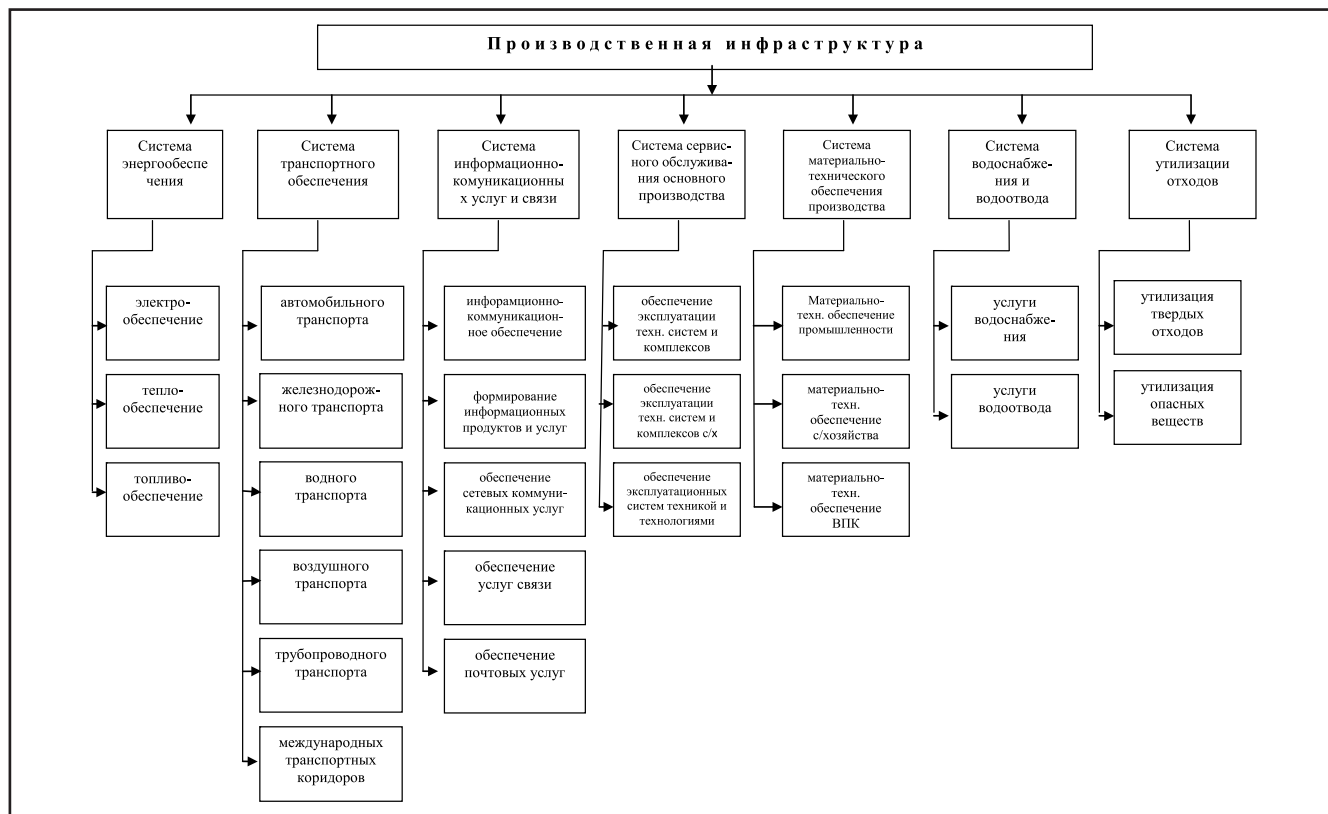 Производственная инфраструктура
Система
энергообеспе
чения
Система
транспортного
обеспечения
Система
информационно-
комуникационны
х услуг и связи
Система сервис-
ного обслужива-
ния основного
производства
Система
материально-
технического
обеспечения
производства
Система
водоснабже-
ния и
водоотвода
Система
утилизации
отходов
электро-
обеспечение
тепло-
обеспечение
топливо-
обеспечение
автомобильного
транспорта
железнодорож-
ного транспорта
водного
транспорта
воздушного
транспорта
трубопроводного
транспорта
международных
транспортных
коридоров
инфорамционно-
коммуникацион-
ное обеспечение
формирование
информационных
продуктов и услуг
обеспечение
сетевых коммуни-
кационных услуг
обеспечение
услуг связи
обеспечение
почтовых услуг
обеспечение
эксплуатации
техн. систем и
комплексов
обеспечение
эксплуатации
техн. систем и
комплексов с/х
обеспечение
эксплуатационных
систем техникой и
технологиями
Материально-
техн. обеспечение
промышленности
материально-
техн.
обеспечение
с/хозяйства
материально-
техн.
обеспечение
ВПК
услуги
водоснабже-
ния
услуги
водоотвода
утилизация
твердых
отходов
утилизация
опасных
веществ